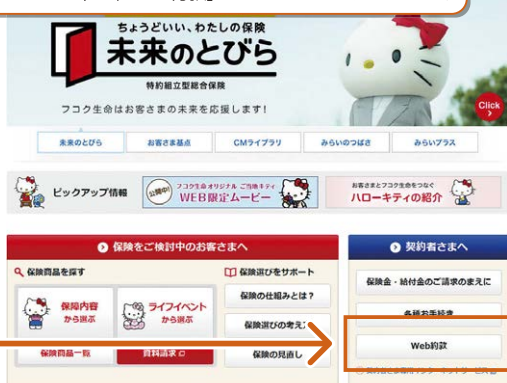 ちょうどいい、わたしの保険
未来のとびら
特約組立型総合保険
フコク生命はお客さまの未来を応援します!
Click
未来のとびら
お客さま基点
CMライブラリ
みらいのつばさ
みらいプラス
ピックアップ情報
公開中!
フコク生命オリジナル ご当地キティ
WEB限定ムービー
お客さまとフコク生命をつなぐ
ハローキティの紹介
保険をご検討中のお客さまへ
契約者さまへ
保険商品を探す
保険選びをサポート
保障内容
から選ぶ
ライフイベント
から選ぶ
保険の仕組みとは?
保険選びの考え
保険商品一覧
資料請求
保険の見直し
保険金・給付金のご請求のまえに
各種お手続き
Web約款